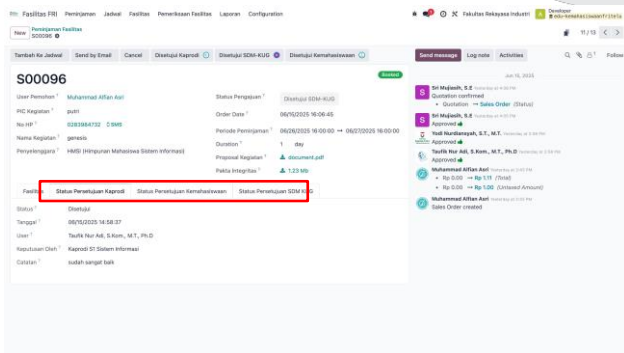 Fasilitas FRI Peminjaman Jadwal Fasilitas Pemeriksaan Fasilitas Laporan Configuration Fakultas Rekayasa Industri Developer
edu-kemahasiswaanfritelu
New Peminjaman Fasilitas 11 / 13
S00096
Tambah Ke Jadwal Send by Email Cancel Disetujui Kaprodi Disetujui SDM-KUG Disetujui Kemahasiswaan Send message Log note Activities Follow
S00096 Booked
User Pemohon ? Muhammad Alfian Asri
PIC Kegiatan ? putri
No HP ? SMS
Nama Kegiatan ? genesis
Penyelenggara ? HMSI (Himpunan Mahasiswa Sistem Informasi)
Status Pengajuan ? Disetujui SDM-KUG
Order Date ? 06/15/2025 16:06:45
Periode Peminjaman ? 06/26/2025 16:00:00 → 06/27/2025 16:00:00
Duration ? 1 day
Proposal Kegiatan ? document.pdf
Pakta Integritas ? 1.23 Mb
Fasilitas Status Persetujuan Kaprodi Status Persetujuan Kemahasiswaan Status Persetujuan SDM KUG
Status ? Disetujui
Tanggal ? 06/15/2025 14:58:37
User ? Taufik Nur Adi, S.Kom., M.T., Ph.D
Keputusan Oleh ? Kaprodi S1 Sistem Informasi
Catatan ? sudah sangat baik
Jun 15, 2025
S Sri Mujiasih, S.E
Quotation confirmed
Quotation → Sales Order (Status)
S Sri Mujiasih, S.E
Approved
Yudi Nurdiansyah, S.T., M.T.
Approved
Taufik Nur Adi, S.Kom., M.T., Ph.D
Approved
Muhammad Alfian Asri
Rp 0.00 → Rp 1.11 (Total)
Rp 0.00 → Rp 1.00 (Untaxed Amount)
Muhammad Alfian Asri
Sales Order created